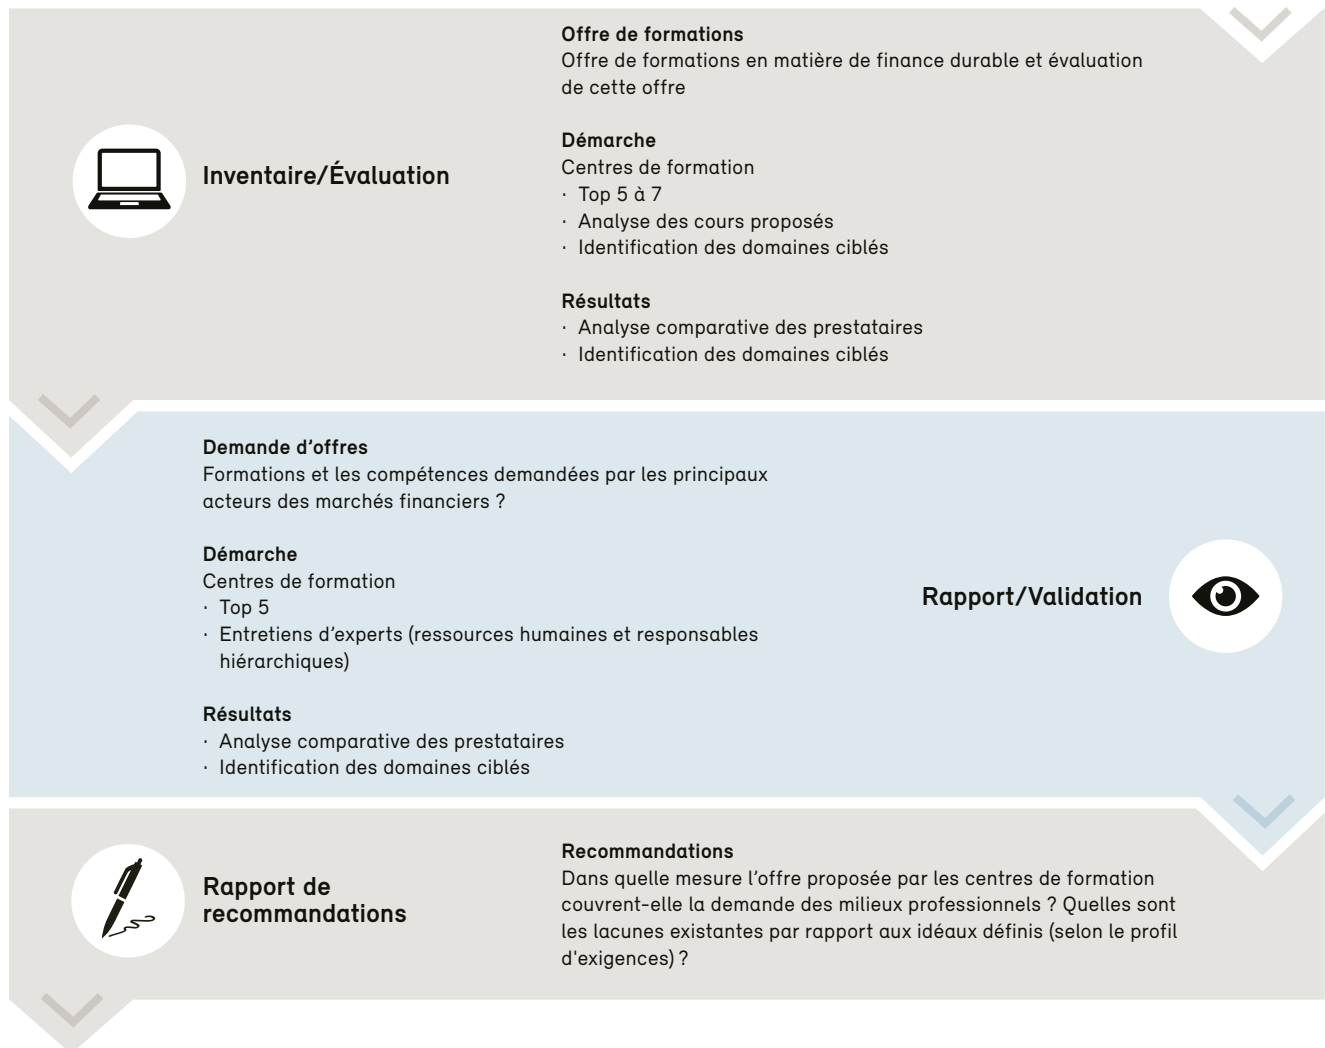 Offre de formations
Offre de formations en matière de finance durable et évaluation
de cette offre
Inventaire/Évaluation
Démarche
Centres de formation
· Top 5 à 7
· Analyse des cours proposés
· Identification des domaines ciblés
Résultats
· Analyse comparative des prestataires
· Identification des domaines ciblés
Demande d’offres
Formations et les compétences demandées par les principaux
acteurs des marchés financiers ?
Démarche
Centres de formation
· Top 5
· Entretiens d’experts (ressources humaines et responsables
hiérarchiques)
Résultats
· Analyse comparative des prestataires
· Identification des domaines ciblés
Rapport/Validation
Rapport de
recommandations
Recommandations
Dans quelle mesure l’offre proposée par les centres de formation
couvrent-elle la demande des milieux professionnels ? Quelles sont
les lacunes existantes par rapport aux idéaux définis (selon le profil
d'exigences) ?